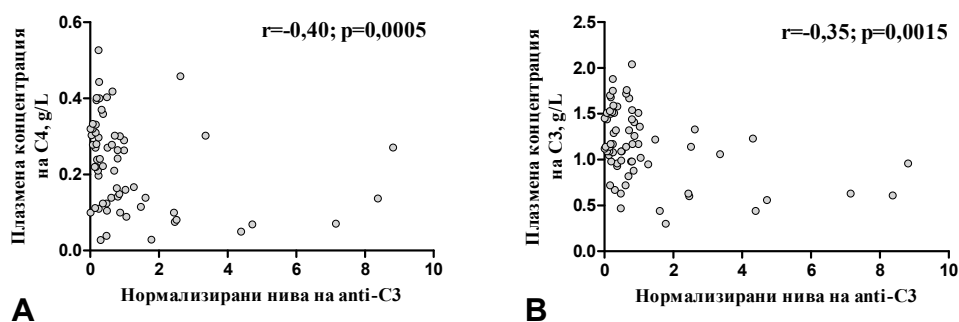 r=-0,40; p=0,0005
Плазмена концентрация
на C4, g/L
0.6
0.4
0.2
0.0
0 2 4 6 8 10
Нормализирани нива на anti-C3
A
r=-0,35; p=0,0015
Плазмена концентрация
на C3, g/L
2.5
2.0
1.5
1.0
0.5
0.0
0 2 4 6 8 10
Нормализирани нива на anti-C3
B